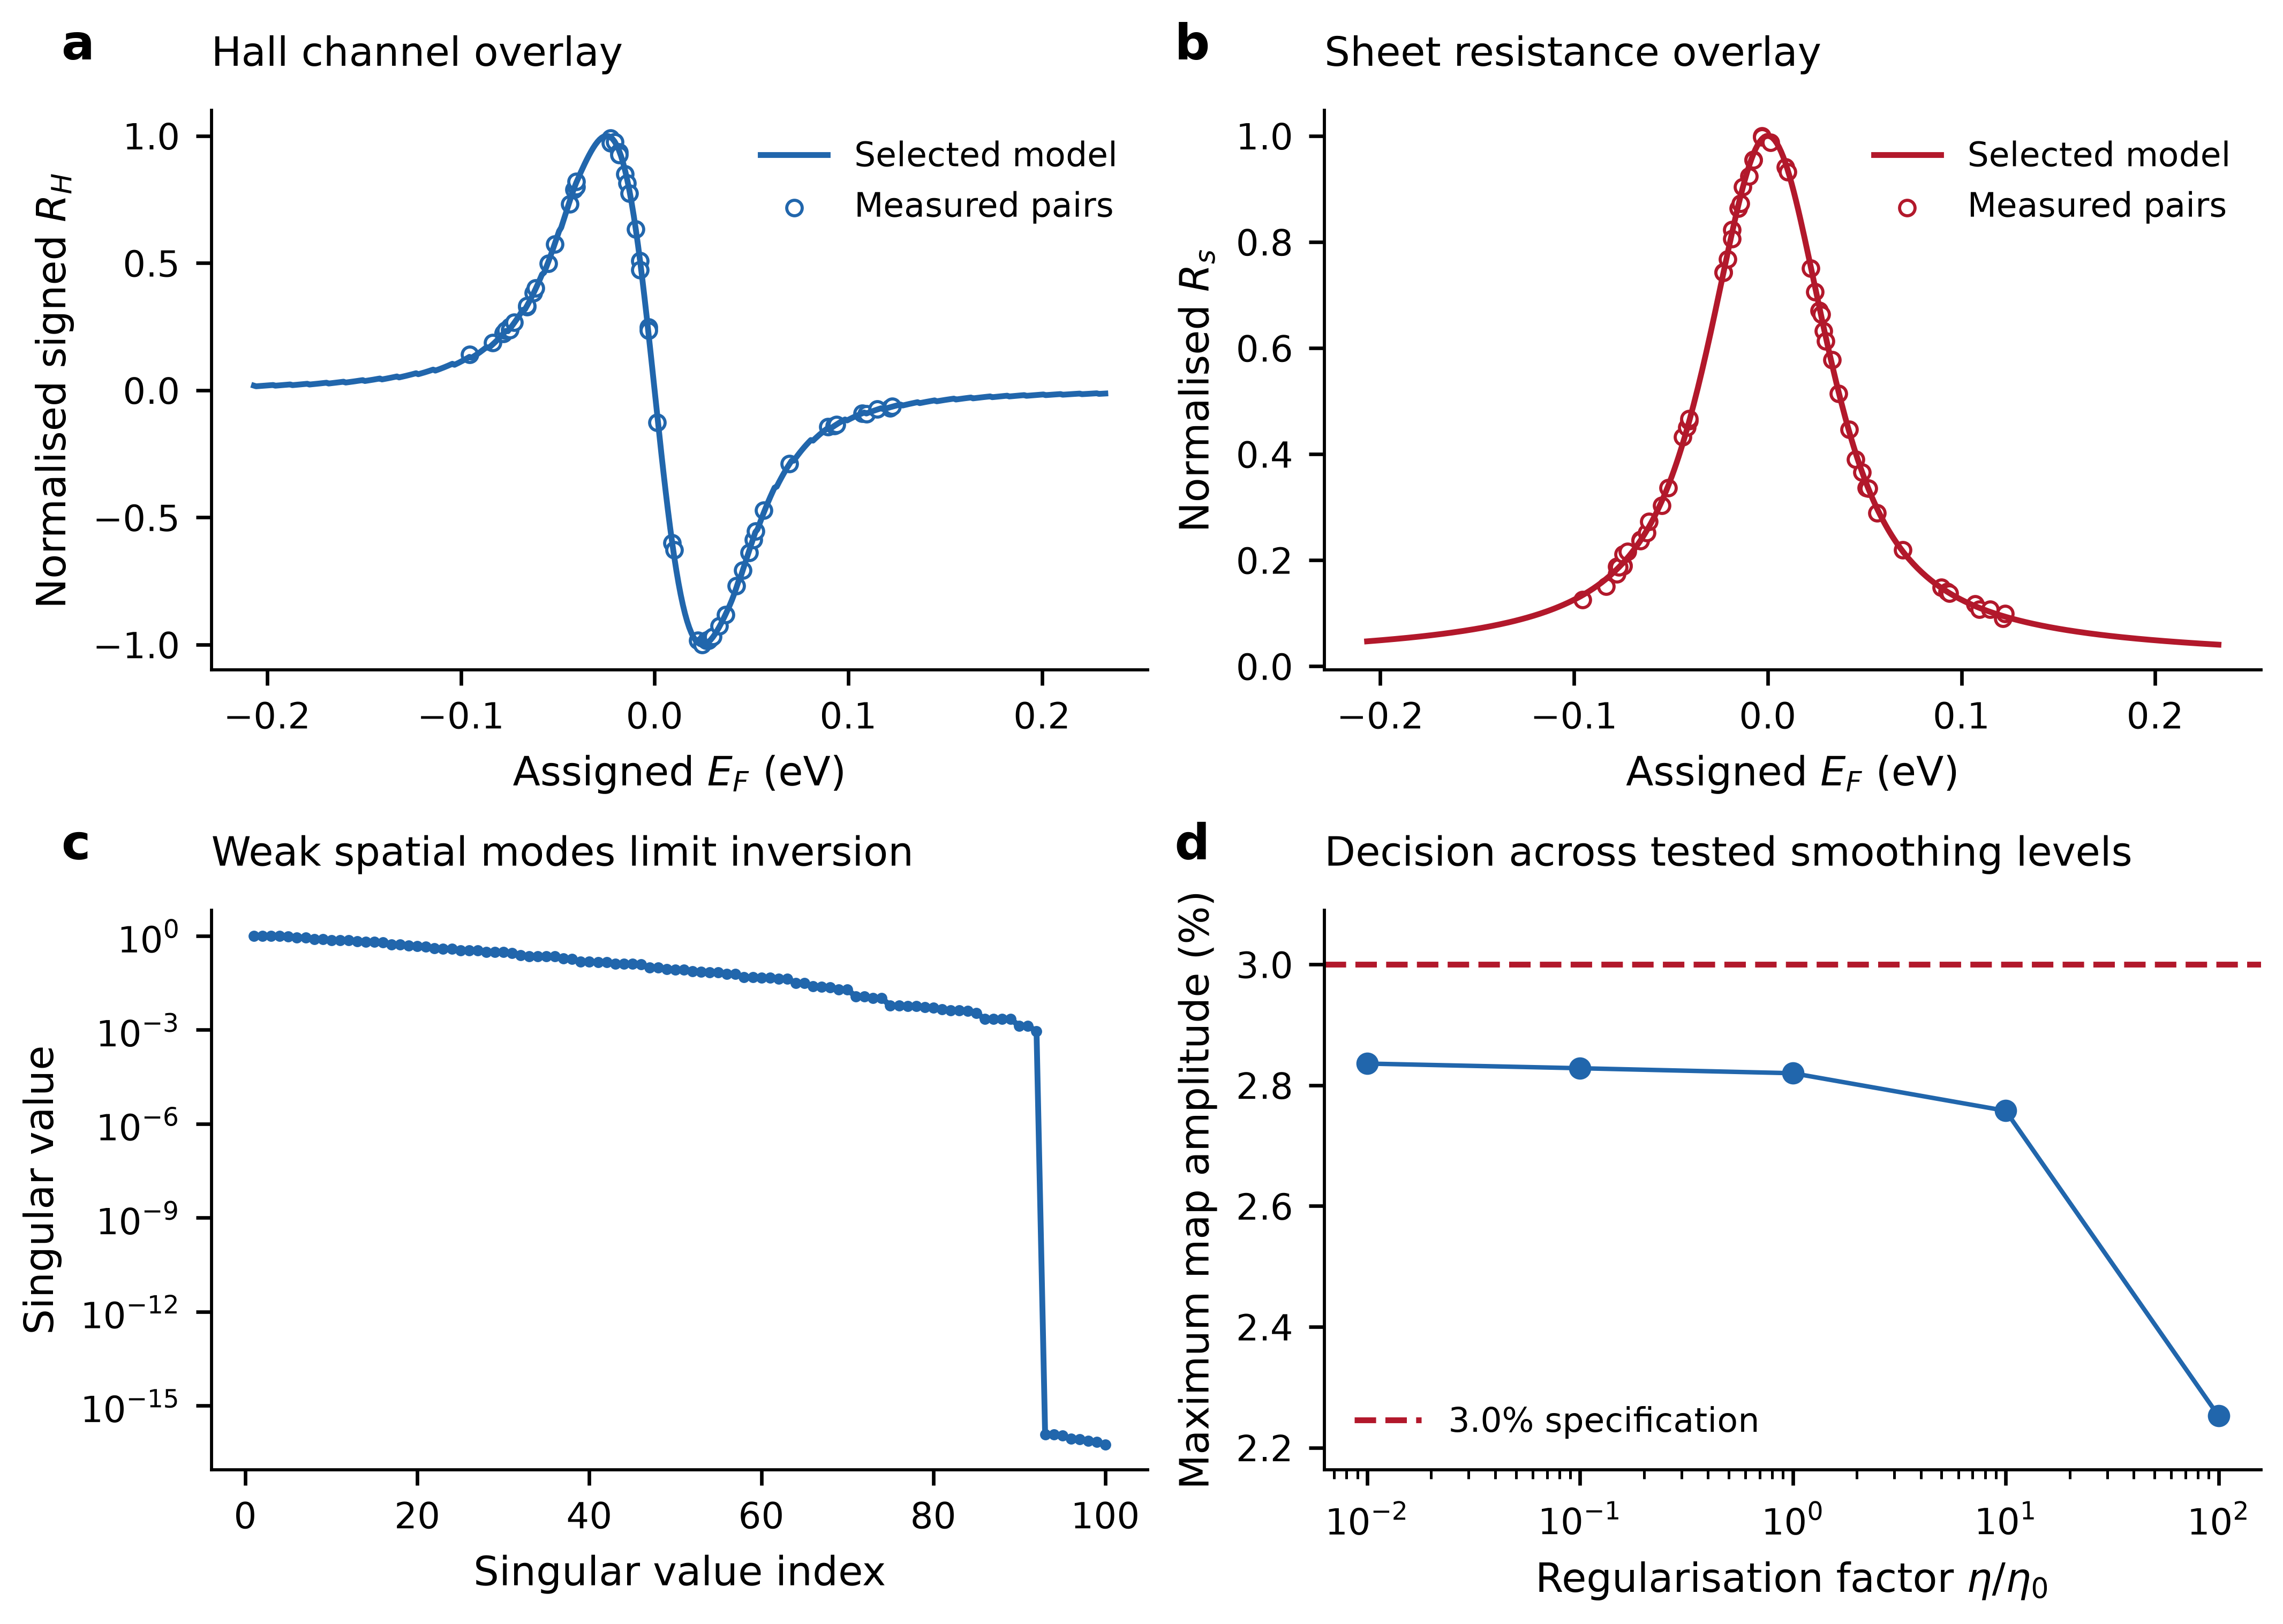 a
Hall channel overlay
Normalised signed R_H
1.0
0.5
0.0
−0.5
−1.0
Selected model
Measured pairs
−0.2 −0.1 0.0 0.1 0.2
Assigned E_F (eV)
b
Sheet resistance overlay
Normalised R_s
1.0
0.8
0.6
0.4
0.2
0.0
Selected model
Measured pairs
−0.2 −0.1 0.0 0.1 0.2
Assigned E_F (eV)
c
Weak spatial modes limit inversion
Singular value
10^0
10^−3
10^−6
10^−9
10^−12
10^−15
0 20 40 60 80 100
Singular value index
d
Decision across tested smoothing levels
Maximum map amplitude (%)
3.0
2.8
2.6
2.4
2.2
3.0% specification
10^−2 10^−1 10^0 10^1 10^2
Regularisation factor η/η_0